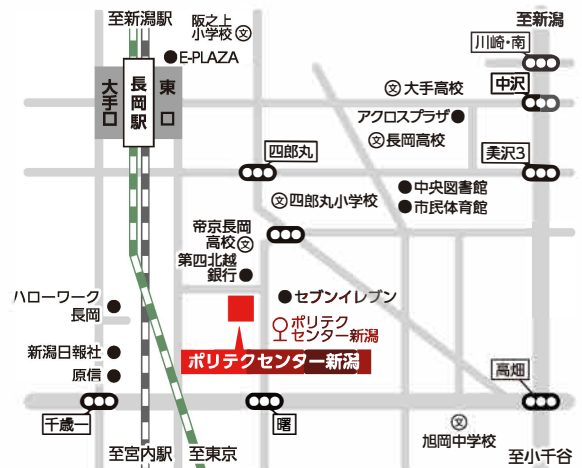 至新潟駅
阪之上
小学校 文
E-PLAZA
至新潟
川崎・南
大手口
長岡駅
東口
文 大手高校
中沢
アクロスプラザ
文 長岡高校
四郎丸
美沢3
中央図書館
市民体育館
文 四郎丸小学校
帝京長岡
高校 文
第四北越
銀行
セブンイレブン
ハローワーク
長岡
ポリテク
センター新潟
新潟日報社
ポリテクセンター新潟
原信
高畑
千歳一
曙
文
旭岡中学校
至宮内駅
至東京
至小千谷